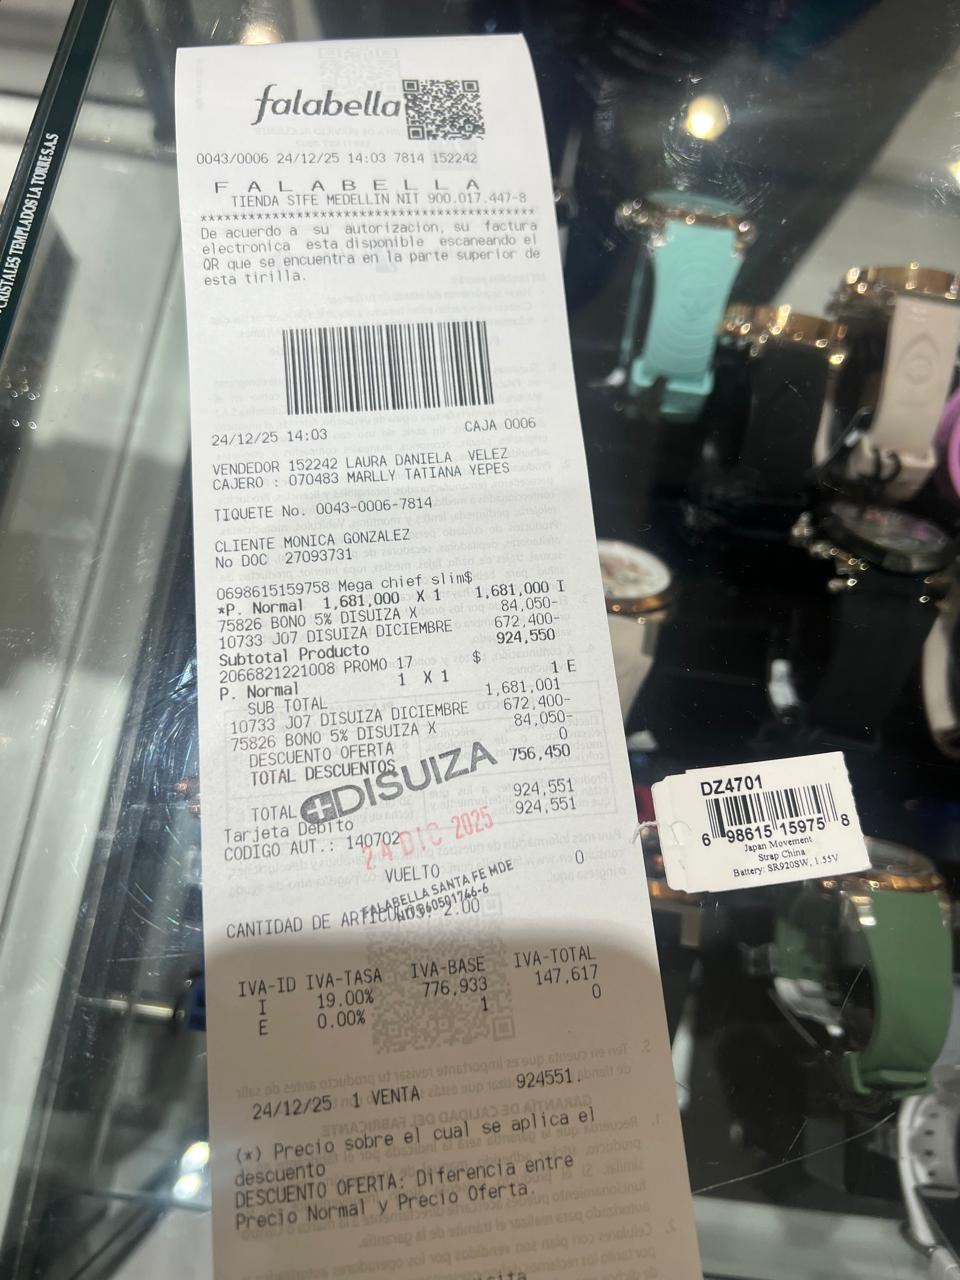 CRISTALES TEMPLADOS LA TORRE S.A.S
falabella
0043/0006 24/12/25 14:03 7814 152242
F A L A B E L L A
TIENDA STFE MEDELLIN NIT 900.017.447-8
******************************************
De acuerdo a su autorizacion, su factura
electronica esta disponible escaneando el
QR que se encuentra en la parte superior de
esta tirilla.
24/12/25 14:03 CAJA 0006
VENDEDOR 152242 LAURA DANIELA VELEZ
CAJERO : 070483 MARLLY TATIANA YEPES
TIQUETE No. 0043-0006-7814
CLIENTE MONICA GONZALEZ
No DOC 27093731
0698615159758 Mega chief slim$
*P. Normal 1,681,000 X 1 1,681,000 I
75826 BONO 5% DISUIZA X 84,050-
10733 J07 DISUIZA DICIEMBRE 672,400-
Subtotal Producto 924,550
2066821221008 PROMO 17 $
P. Normal 1 X 1 1 E
SUB TOTAL 1,681,001
10733 J07 DISUIZA DICIEMBRE 672,400-
75826 BONO 5% DISUIZA X 84,050-
DESCUENTO OFERTA 0
TOTAL DESCUENTOS 756,450
DISUIZA
TOTAL 924,551
Tarjeta Debito 924,551
CODIGO AUT.: 140702
24 DIC 2025
VUELTO 0
FALABELLA SANTA FE MDE
CANTIDAD DE ARTICULOS: 2.00
IVA-ID IVA-TASA IVA-BASE IVA-TOTAL
I 19.00% 776,933 147,617
E 0.00% 1 0
24/12/25 1 VENTA 924551.
(*) Precio sobre el cual se aplica el
descuento
DESCUENTO OFERTA: Diferencia entre
Precio Normal y Precio Oferta.
DZ4701
6 98615 15975 8
Japan Movement
Strap China
Battery: SR920SW, 1.55V